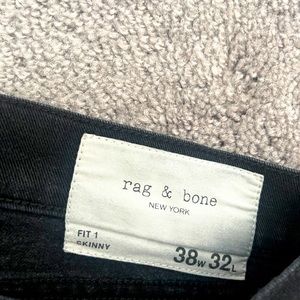 rag & bone
NEW YORK
FIT 1
SKINNY
38W 32L